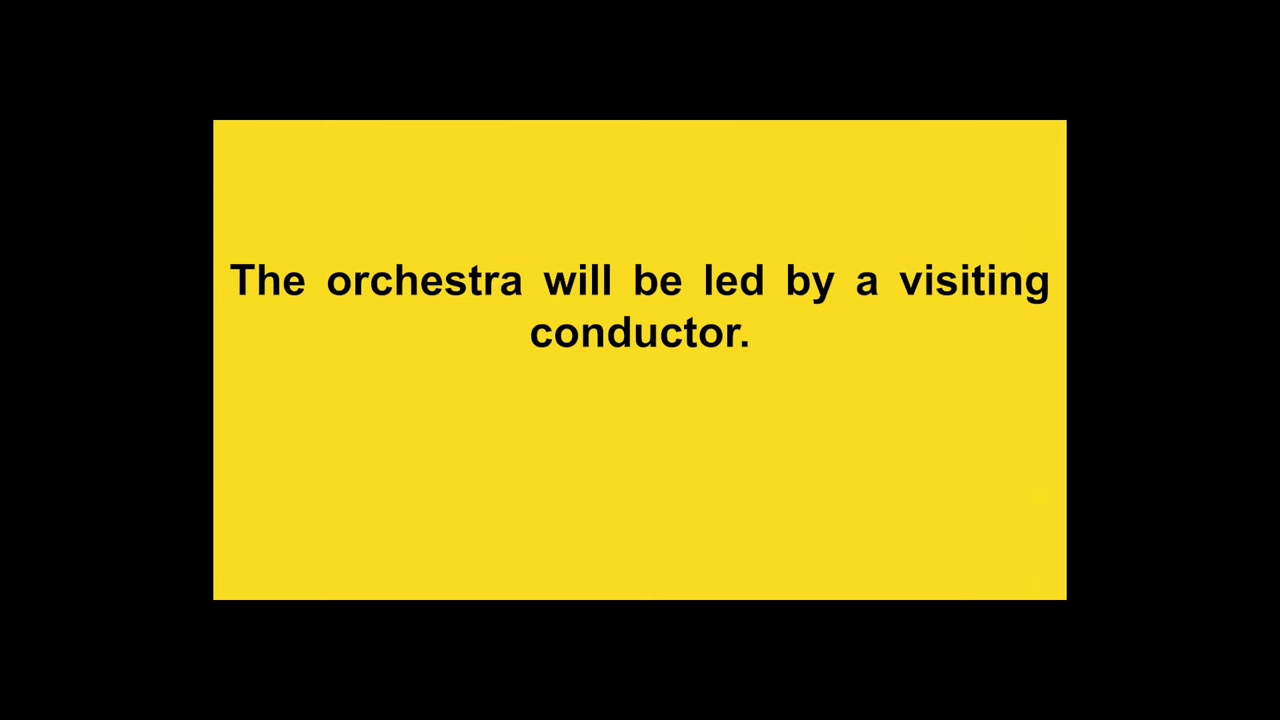 The orchestra will be led by a visiting
conductor.